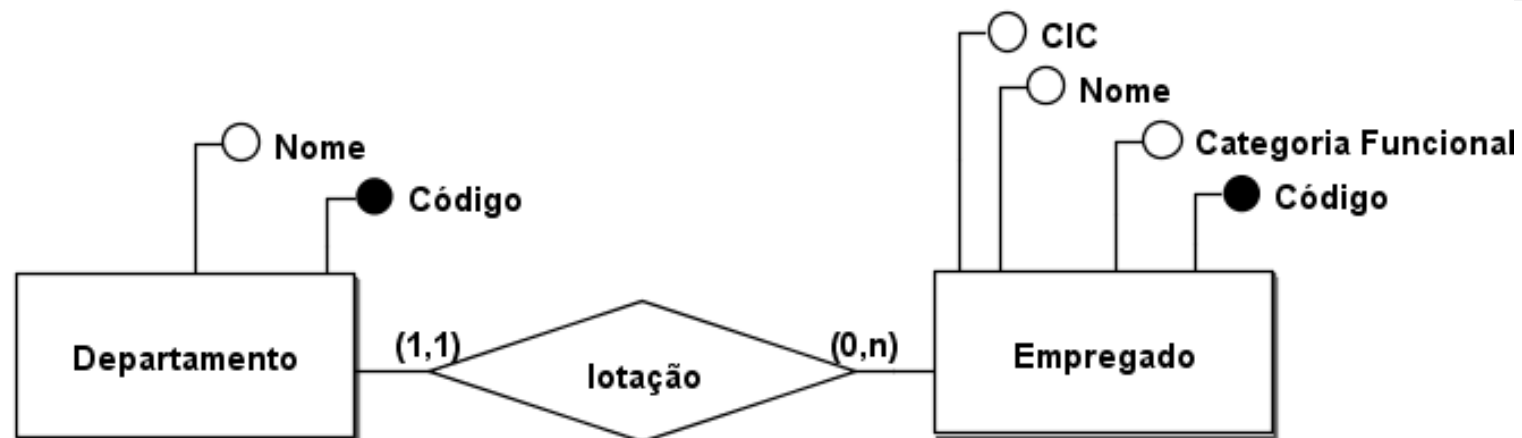 CIC
Nome
Categoria Funcional
Código
Nome
Código
Departamento
(1,1)
lotação
(0,n)
Empregado